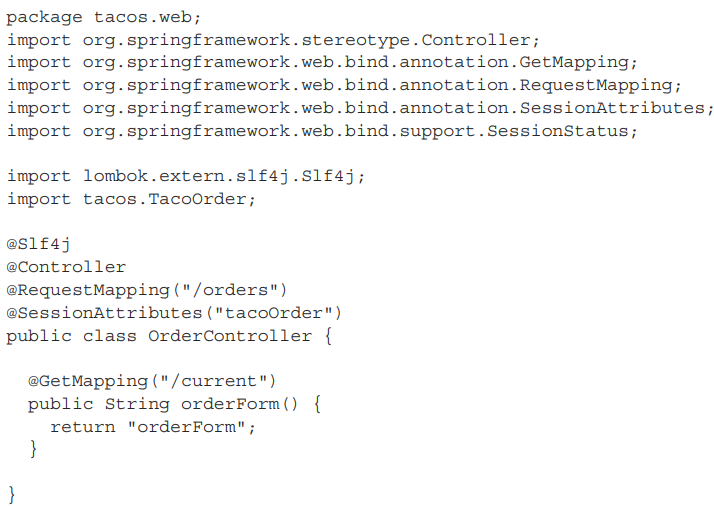 package tacos.web;
import org.springframework.stereotype.Controller;
import org.springframework.web.bind.annotation.GetMapping;
import org.springframework.web.bind.annotation.RequestMapping;
import org.springframework.web.bind.annotation.SessionAttributes;
import org.springframework.web.bind.support.SessionStatus;

import lombok.extern.slf4j.Slf4j;
import tacos.TacoOrder;

@Slf4j
@Controller
@RequestMapping("/orders")
@SessionAttributes("tacoOrder")
public class OrderController {

  @GetMapping("/current")
  public String orderForm() {
    return "orderForm";
  }

}